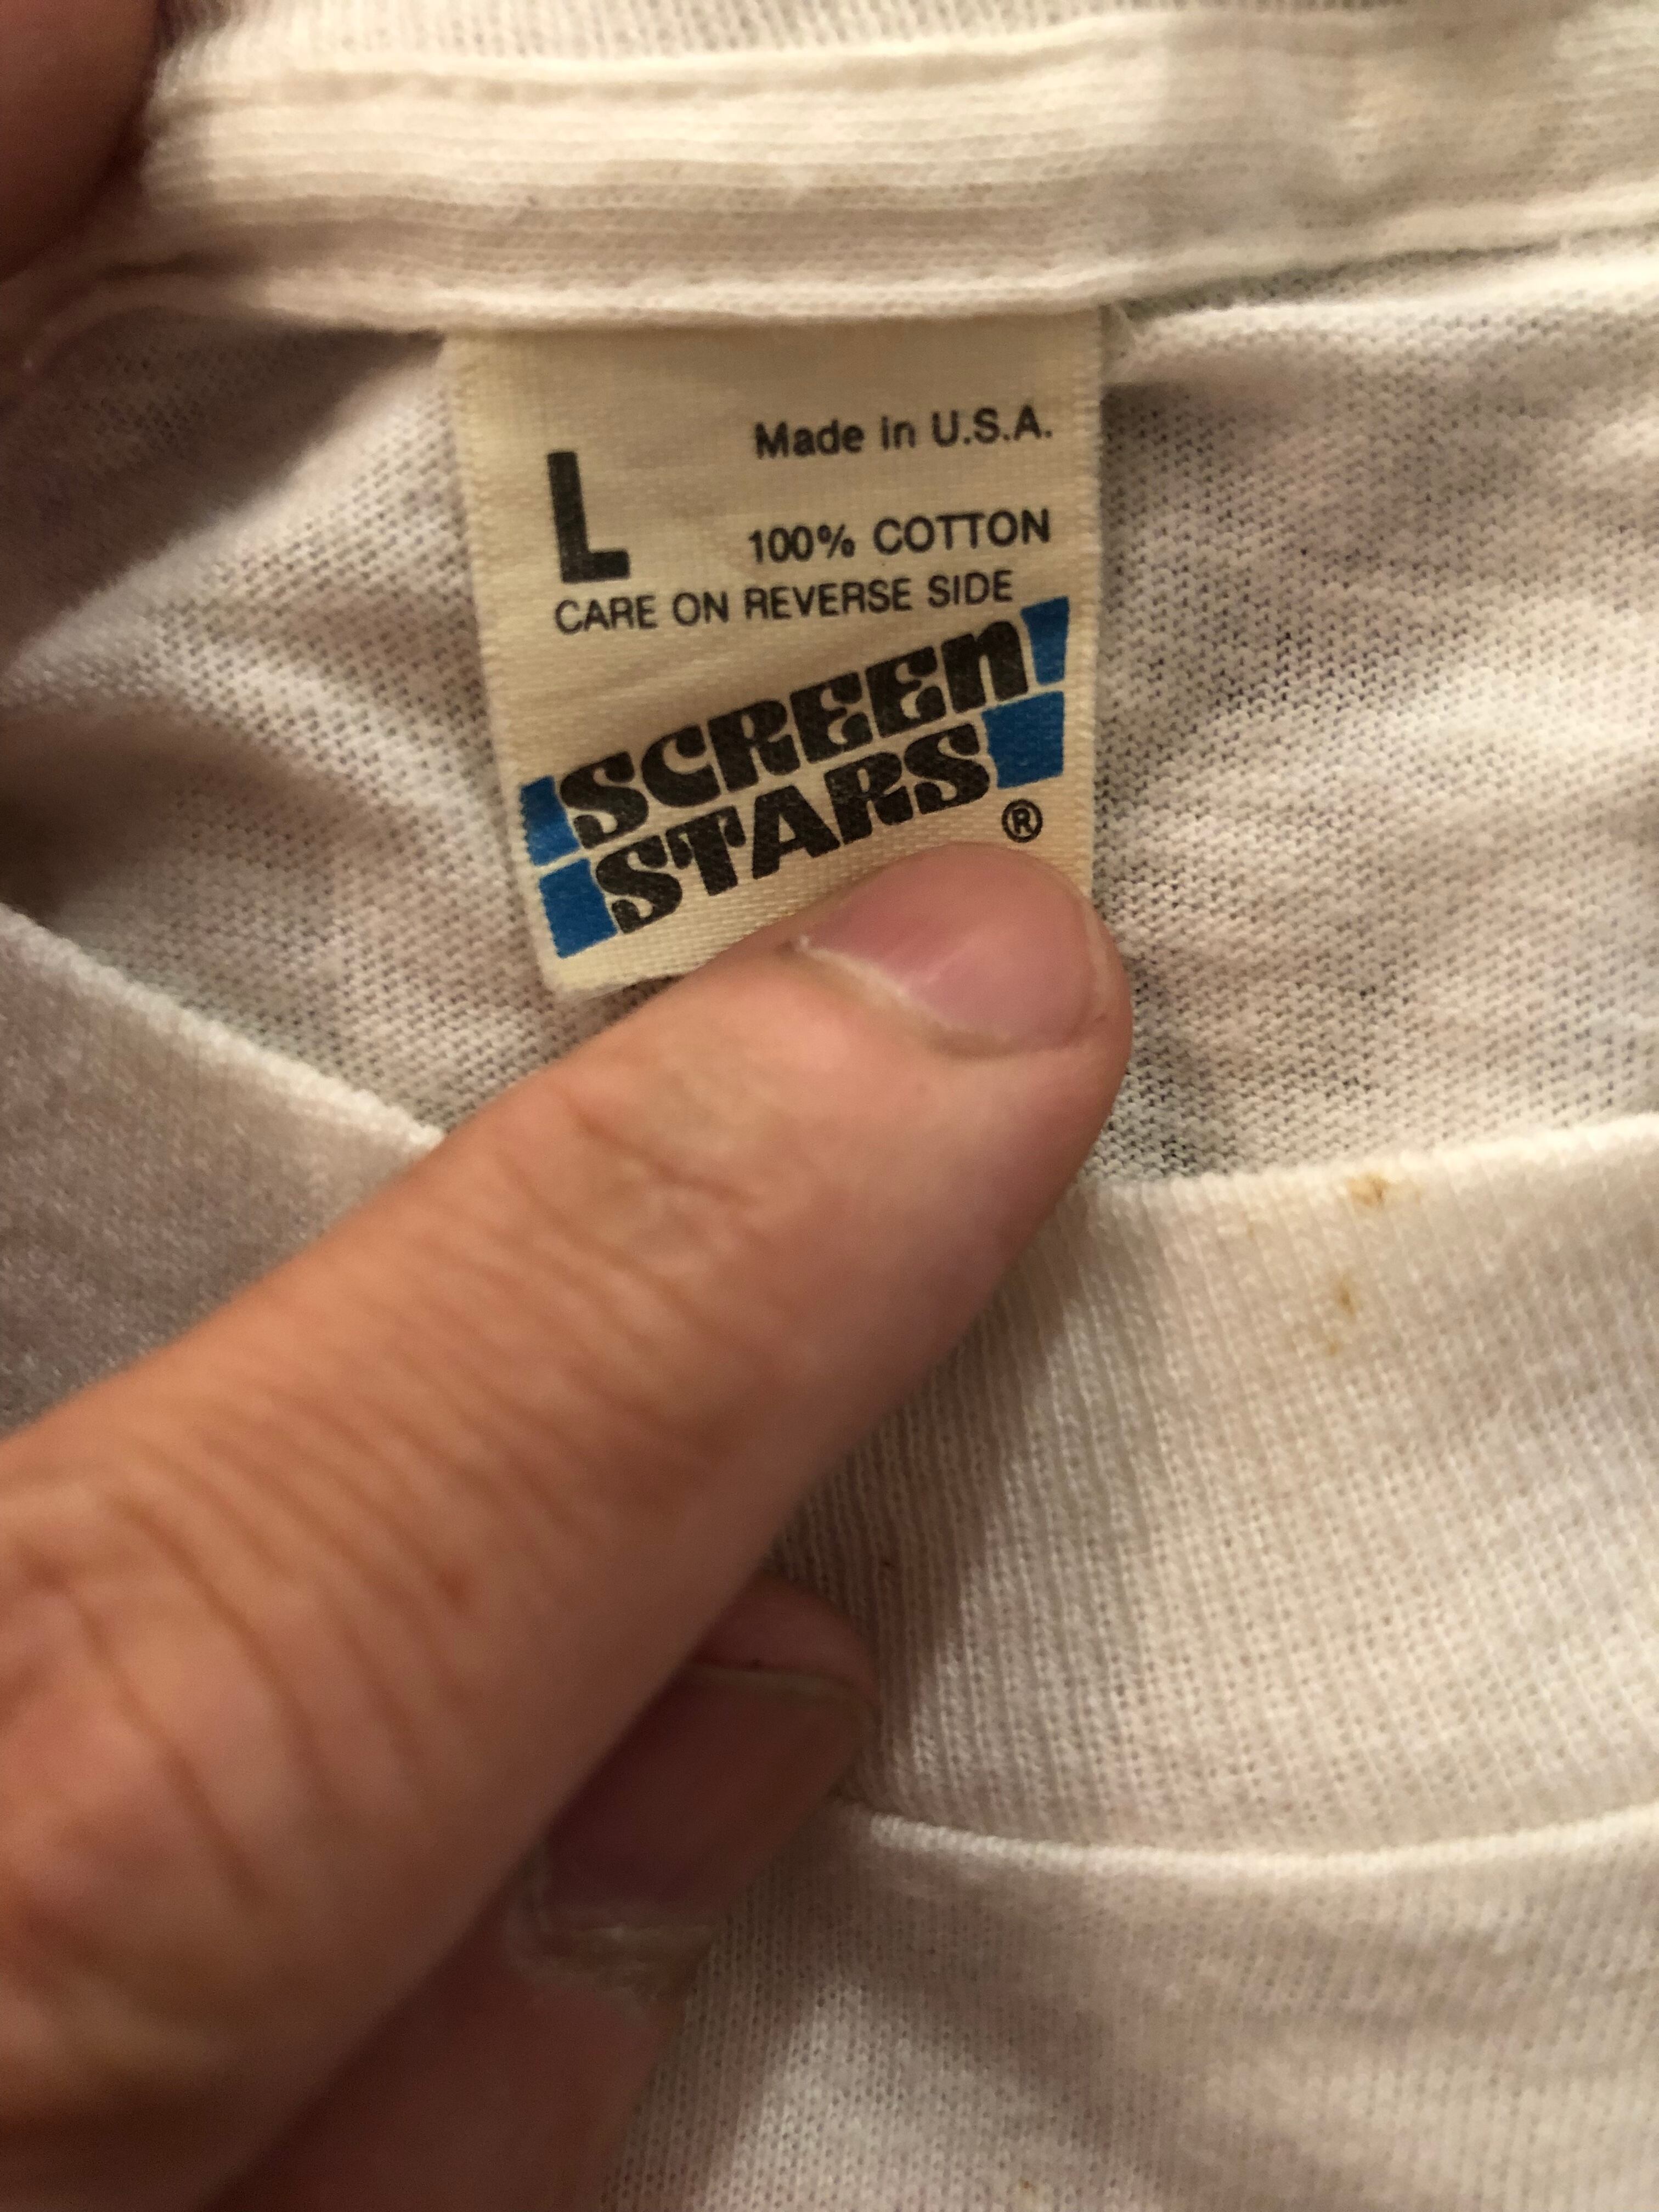 Made in U.S.A.
L
100% COTTON
CARE ON REVERSE SIDE
SCREEN
STARS
®